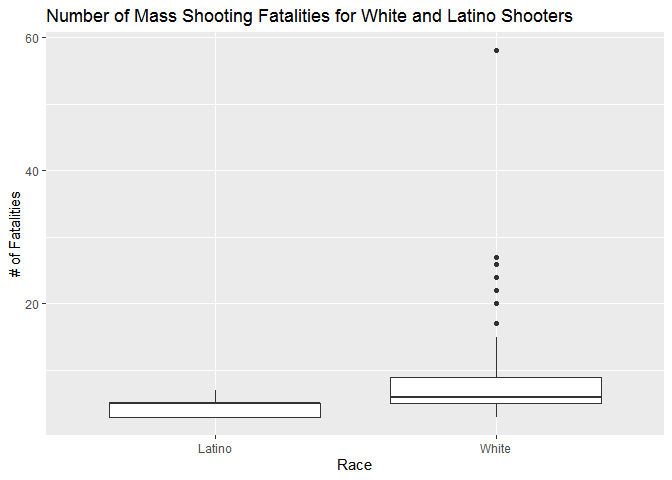 Number of Mass Shooting Fatalities for White and Latino Shooters
60
40
20
# of Fatalities
Latino
White
Race